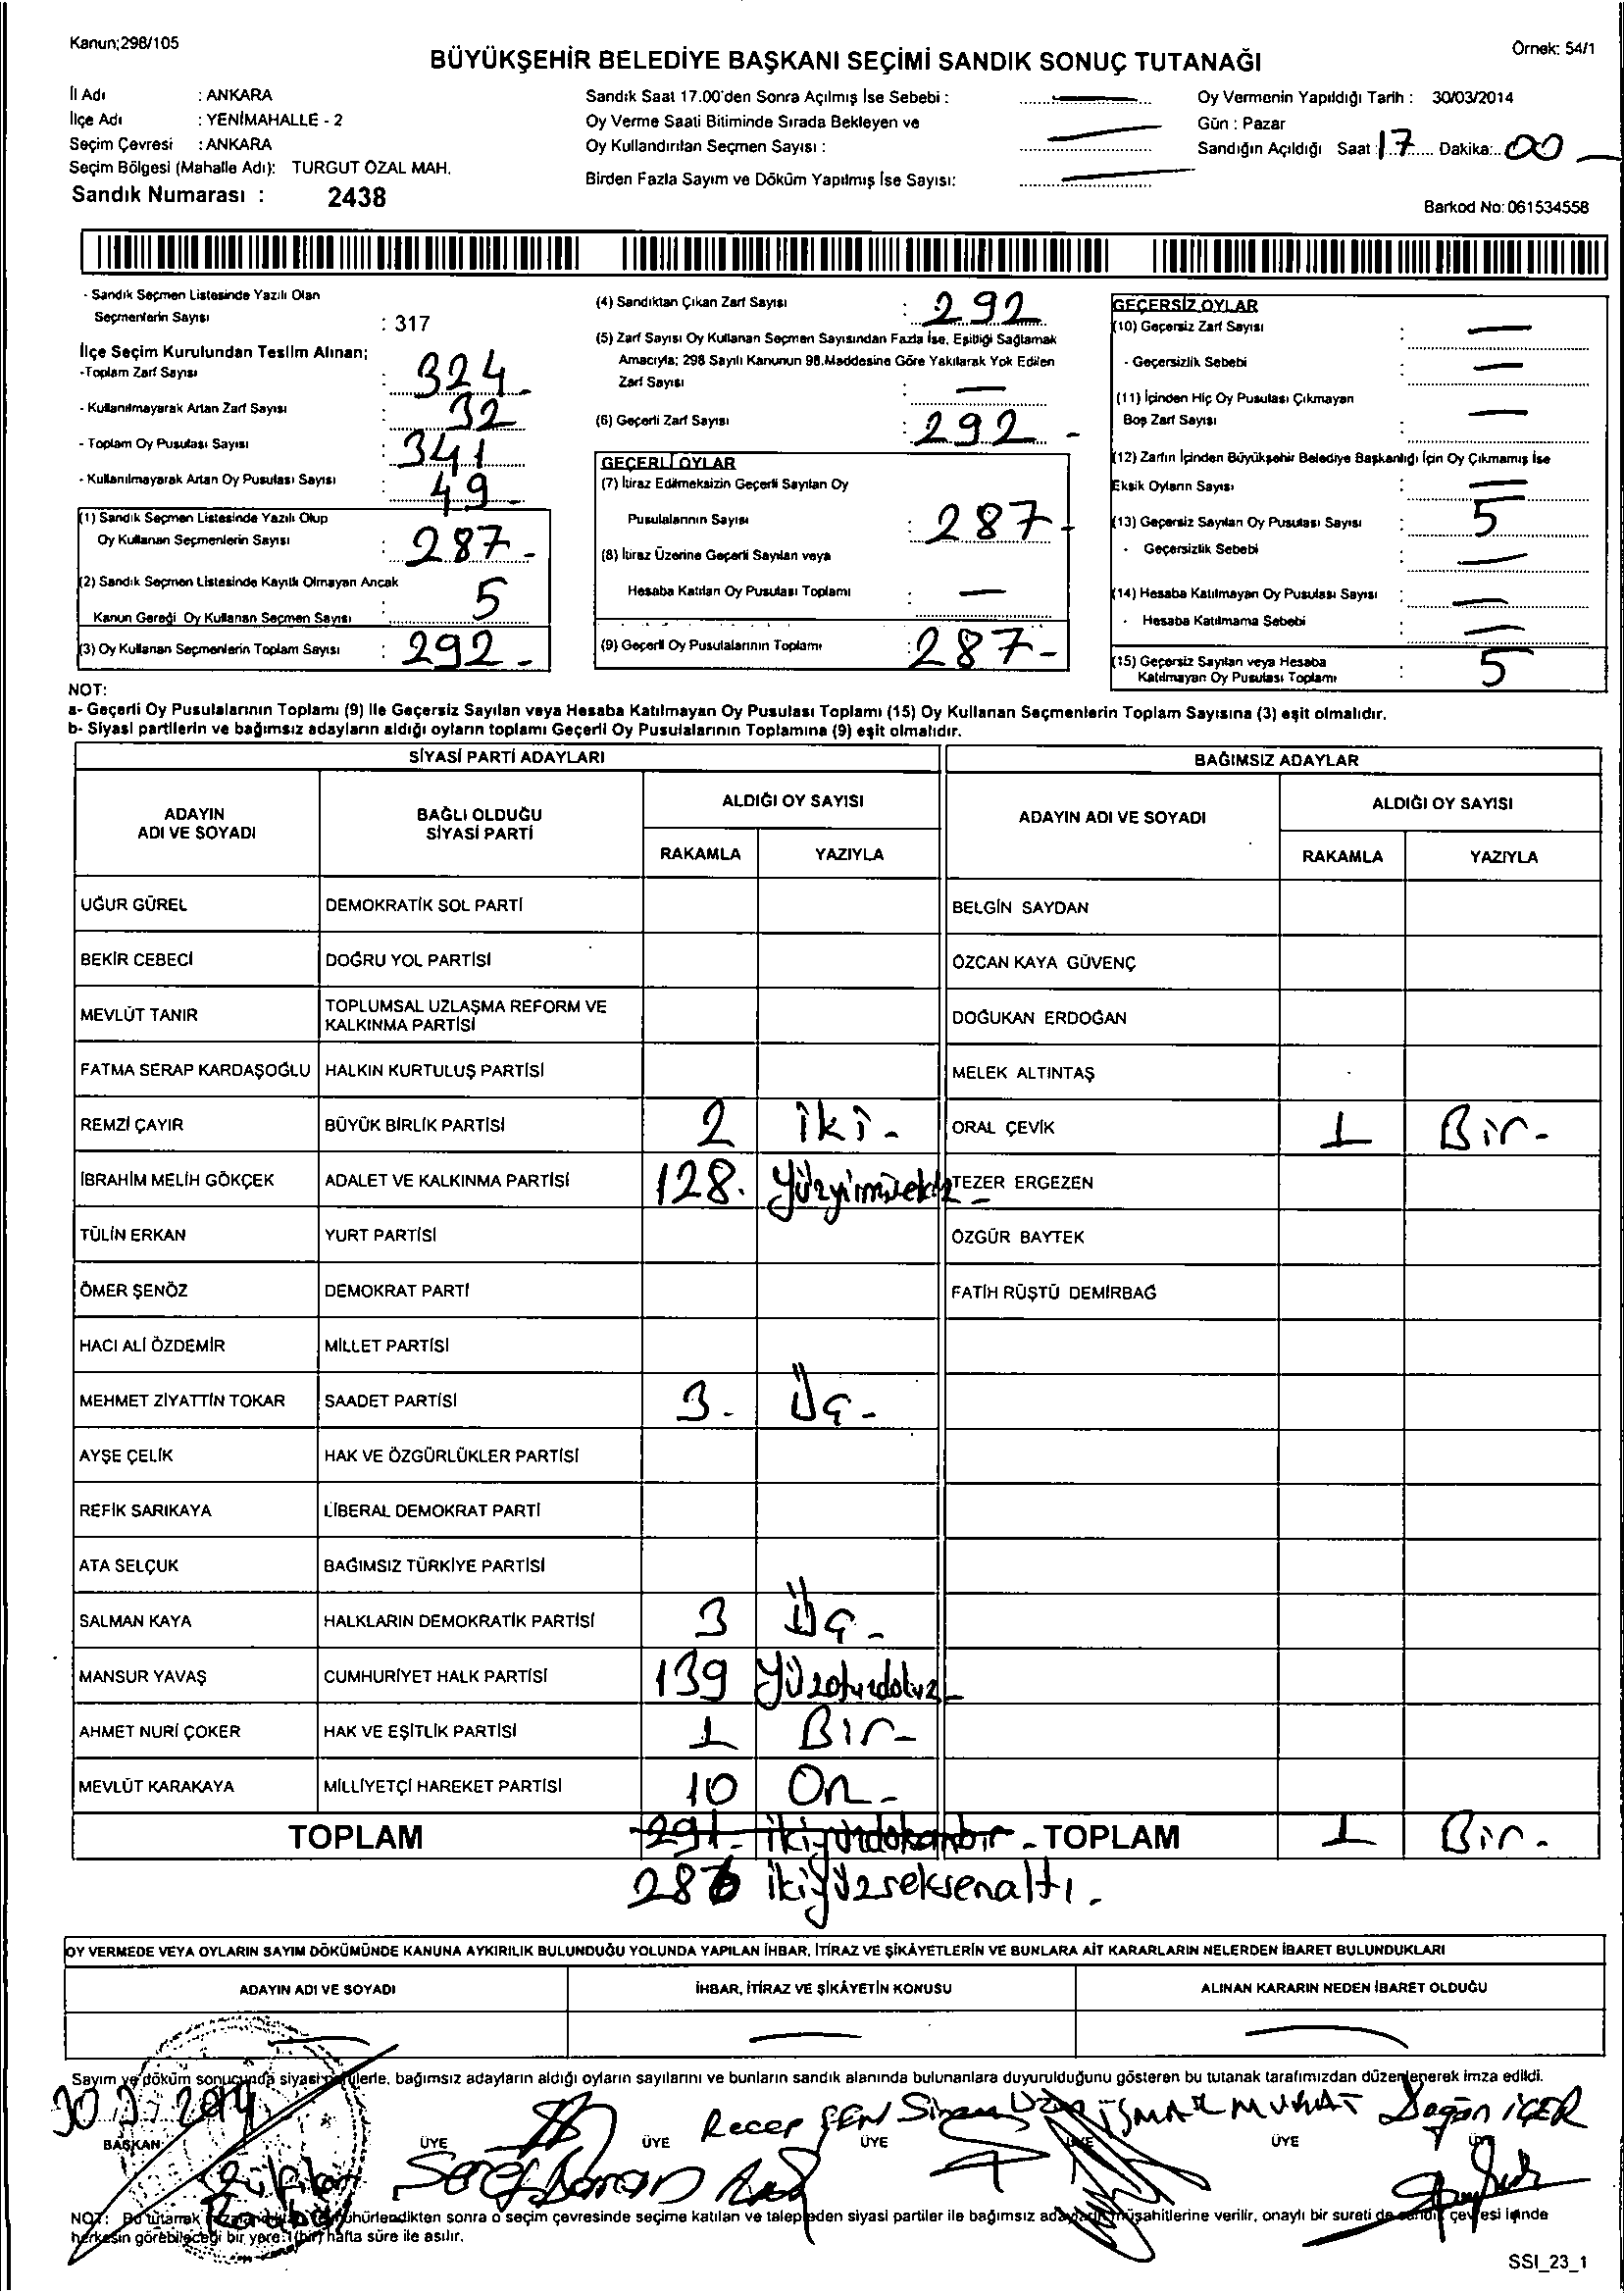 Kanun;298/105
BÜYÜKŞEHİR BELEDİYE BAŞKANI SEÇİMİ SANDIK SONUÇ TUTANAĞI
Örnek: 54/1
İl Adı : ANKARA
İlçe Adı : YENİMAHALLE - 2
Seçim Çevresi : ANKARA
Seçim Bölgesi (Mahalle Adı): TURGUT ÖZAL MAH.
Sandık Numarası : 2438
Sandık Saat 17.00'den Sonra Açılmış İse Sebebi :
Oy Verme Saati Bitiminde Sırada Bekleyen ve
Oy Kullandırılan Seçmen Sayısı :
Birden Fazla Sayım ve Döküm Yapılmış İse Sayısı:
Oy Vermenin Yapıldığı Tarih : 30/03/2014
Gün : Pazar
Sandığın Açıldığı Saat : 17 Dakika: 00
Barkod No: 061534558
- Sandık Seçmen Listesinde Yazılı Olan
Seçmenlerin Sayısı : 317
İlçe Seçim Kurulundan Teslim Alınan;
-Toplam Zarf Sayısı : 324
- Kullanılmayarak Artan Zarf Sayısı : 32
- Toplam Oy Pusulası Sayısı : 341
- Kullanılmayarak Artan Oy Pusulası Sayısı : 49 -
(1) Sandık Seçmen Listesinde Yazılı Olup
Oy Kullanan Seçmenlerin Sayısı : 287 -
(2) Sandık Seçmen Listesinde Kayıtlı Olmayan Ancak
Kanun Gereği Oy Kullanan Seçmen Sayısı : 5
(3) Oy Kullanan Seçmenlerin Toplam Sayısı : 292 -
(4) Sandıktan Çıkan Zarf Sayısı : 292
(5) Zarf Sayısı Oy Kullanan Seçmen Sayısından Fazla İse, Eşitliği Sağlamak
Amacıyla; 298 Sayılı Kanunun 98.Maddesine Göre Yakılarak Yok Edilen
Zarf Sayısı : —
(6) Geçerli Zarf Sayısı : 292 -
GEÇERLİ OYLAR
(7) İtiraz Edilmeksizin Geçerli Sayılan Oy
Pusulalarının Sayısı : 287 -
(8) İtiraz Üzerine Geçerli Sayılan veya
Hesaba Katılan Oy Pusulası Toplamı : —
(9) Geçerli Oy Pusulalarının Toplamı : 287 -
GEÇERSİZ OYLAR
(10) Geçersiz Zarf Sayısı : —
- Geçersizlik Sebebi : —
(11) İçinden Hiç Oy Pusulası Çıkmayan
Boş Zarf Sayısı : —
(12) Zarfın İçinden Büyükşehir Belediye Başkanlığı İçin Oy Çıkmamış İse
Eksik Oyların Sayısı : —
(13) Geçersiz Sayılan Oy Pusulası Sayısı : 5
- Geçersizlik Sebebi : —
(14) Hesaba Katılmayan Oy Pusulası Sayısı : —
- Hesaba Katılmama Sebebi : —
(15) Geçersiz Sayılan veya Hesaba
Katılmayan Oy Pusulası Toplamı : 5
NOT:
a- Geçerli Oy Pusulalarının Toplamı (9) İle Geçersiz Sayılan veya Hesaba Katılmayan Oy Pusulası Toplamı (15) Oy Kullanan Seçmenlerin Toplam Sayısına (3) eşit olmalıdır.
b- Siyasi partilerin ve bağımsız adayların aldığı oyların toplamı Geçerli Oy Pusulalarının Toplamına (9) eşit olmalıdır.
SİYASİ PARTİ ADAYLARI
BAĞIMSIZ ADAYLAR
ADAYIN ADI VE SOYADI
BAĞLI OLDUĞU SİYASİ PARTİ
ALDIĞI OY SAYISI
RAKAMLA YAZIYLA
ADAYIN ADI VE SOYADI
ALDIĞI OY SAYISI
RAKAMLA YAZIYLA
UĞUR GÜREL DEMOKRATİK SOL PARTİ BELGİN SAYDAN
BEKİR CEBECİ DOĞRU YOL PARTİSİ ÖZCAN KAYA GÜVENÇ
MEVLÜT TANIR TOPLUMSAL UZLAŞMA REFORM VE KALKINMA PARTİSİ DOĞUKAN ERDOĞAN
FATMA SERAP KARDAŞOĞLU HALKIN KURTULUŞ PARTİSİ MELEK ALTINTAŞ
REMZİ ÇAYIR BÜYÜK BİRLİK PARTİSİ 2 iki - ORAL ÇEVİK 1 Bir -
İBRAHİM MELİH GÖKÇEK ADALET VE KALKINMA PARTİSİ 128. yüzyirmisekiz - TEZER ERGEZEN
TÜLİN ERKAN YURT PARTİSİ ÖZGÜR BAYTEK
ÖMER ŞENÖZ DEMOKRAT PARTİ FATİH RÜŞTÜ DEMİRBAĞ
HACI ALİ ÖZDEMİR MİLLET PARTİSİ
MEHMET ZİYATTİN TOKAR SAADET PARTİSİ 3 - Üç -
AYŞE ÇELİK HAK VE ÖZGÜRLÜKLER PARTİSİ
REFİK SARIKAYA LİBERAL DEMOKRAT PARTİ
ATA SELÇUK BAĞIMSIZ TÜRKİYE PARTİSİ
SALMAN KAYA HALKLARIN DEMOKRATİK PARTİSİ 3 Üç -
MANSUR YAVAŞ CUMHURİYET HALK PARTİSİ 139 yüzotuzdokuz -
AHMET NURİ ÇOKER HAK VE EŞİTLİK PARTİSİ 1 Bir -
MEVLÜT KARAKAYA MİLLİYETÇİ HAREKET PARTİSİ 10 On -
TOPLAM 291 - ikiyüzdoksanbir - TOPLAM 1 Bir -
286 ikiyüzseksenaltı -
OY VERMEDE VEYA OYLARIN SAYIM DÖKÜMÜNDE KANUNA AYKIRILIK BULUNDUĞU YOLUNDA YAPILAN İHBAR, İTİRAZ VE ŞİKÂYETLERİN VE BUNLARA AİT KARARLARIN NELERDEN İBARET BULUNDUKLARI
ADAYIN ADI VE SOYADI İHBAR, İTİRAZ VE ŞİKÂYETİN KONUSU ALINAN KARARIN NEDEN İBARET OLDUĞU
Sayım ve döküm sonucunda siyasi partilerle, bağımsız adayların aldığı oyların sayılarını ve bunların sandık alanında bulunanlara duyurulduğunu gösteren bu tutanak tarafımızdan düzenlenerek imza edildi.
30.3.2014
Recep ŞEN Sinan Uzun İSMAİL MURAT Dogan İÇER
BAŞKAN ÜYE ÜYE ÜYE ÜYE ÜYE ÜYE
NOT: Bu tutanak mühürlendikten sonra o seçim çevresinde seçime katılan ve talep eden siyasi partiler ile bağımsız adayların müşahitlerine verilir, onaylı bir sureti de sandık çevresi içinde
herkesin görebileceği bir yere 1(bir) hafta süre ile asılır.
SSI_23_1